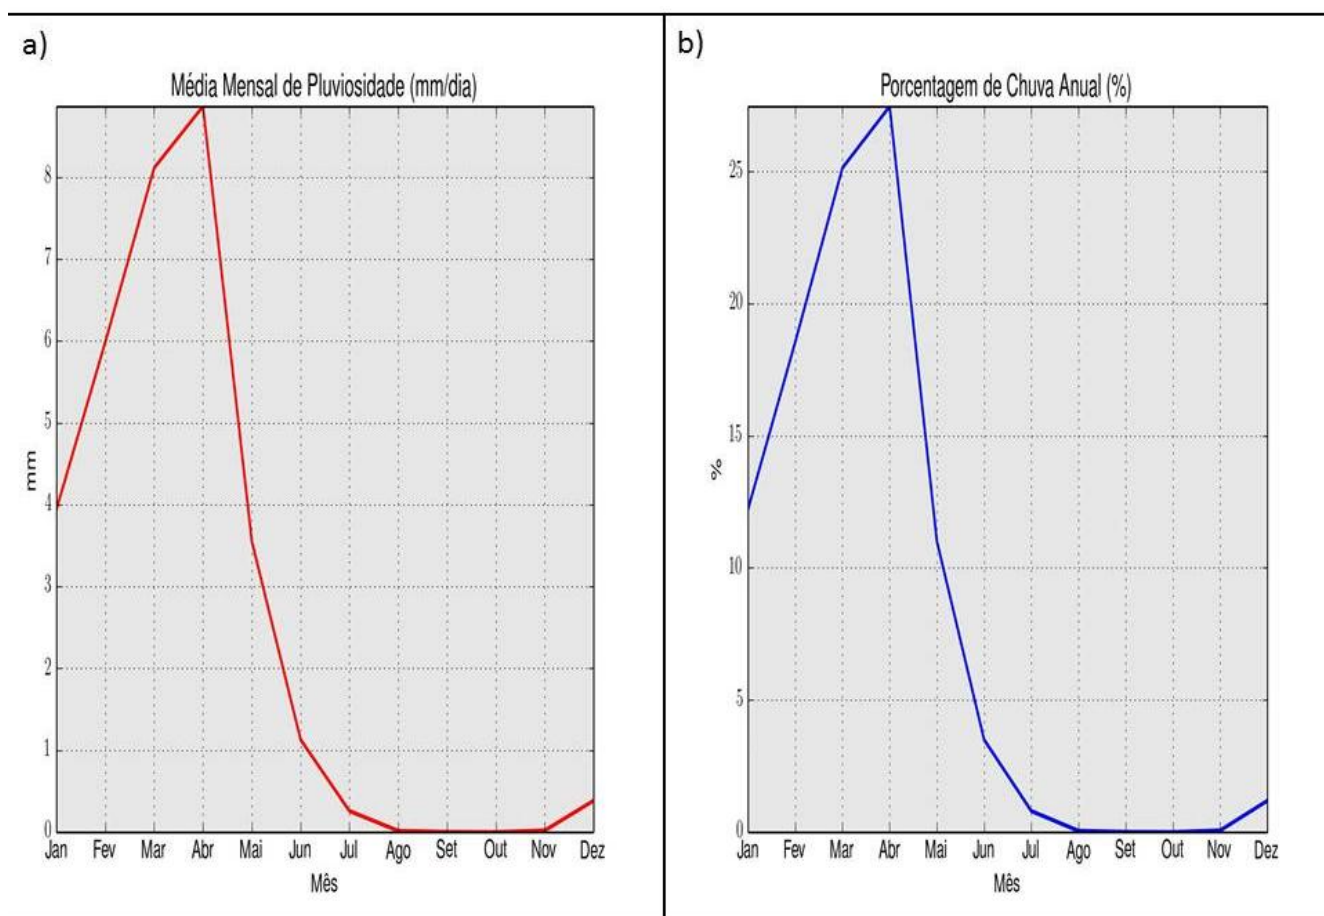 a)
Média Mensal de Pluviosidade (mm/dia)
8
7
6
5
4
3
2
1
0
mm
Jan Fev Mar Abr Mai Jun Jul Ago Set Out Nov Dez
Mês
b)
Porcentagem de Chuva Anual (%)
25
20
15
10
5
0
%
Jan Fev Mar Abr Mai Jun Jul Ago Set Out Nov Dez
Mês